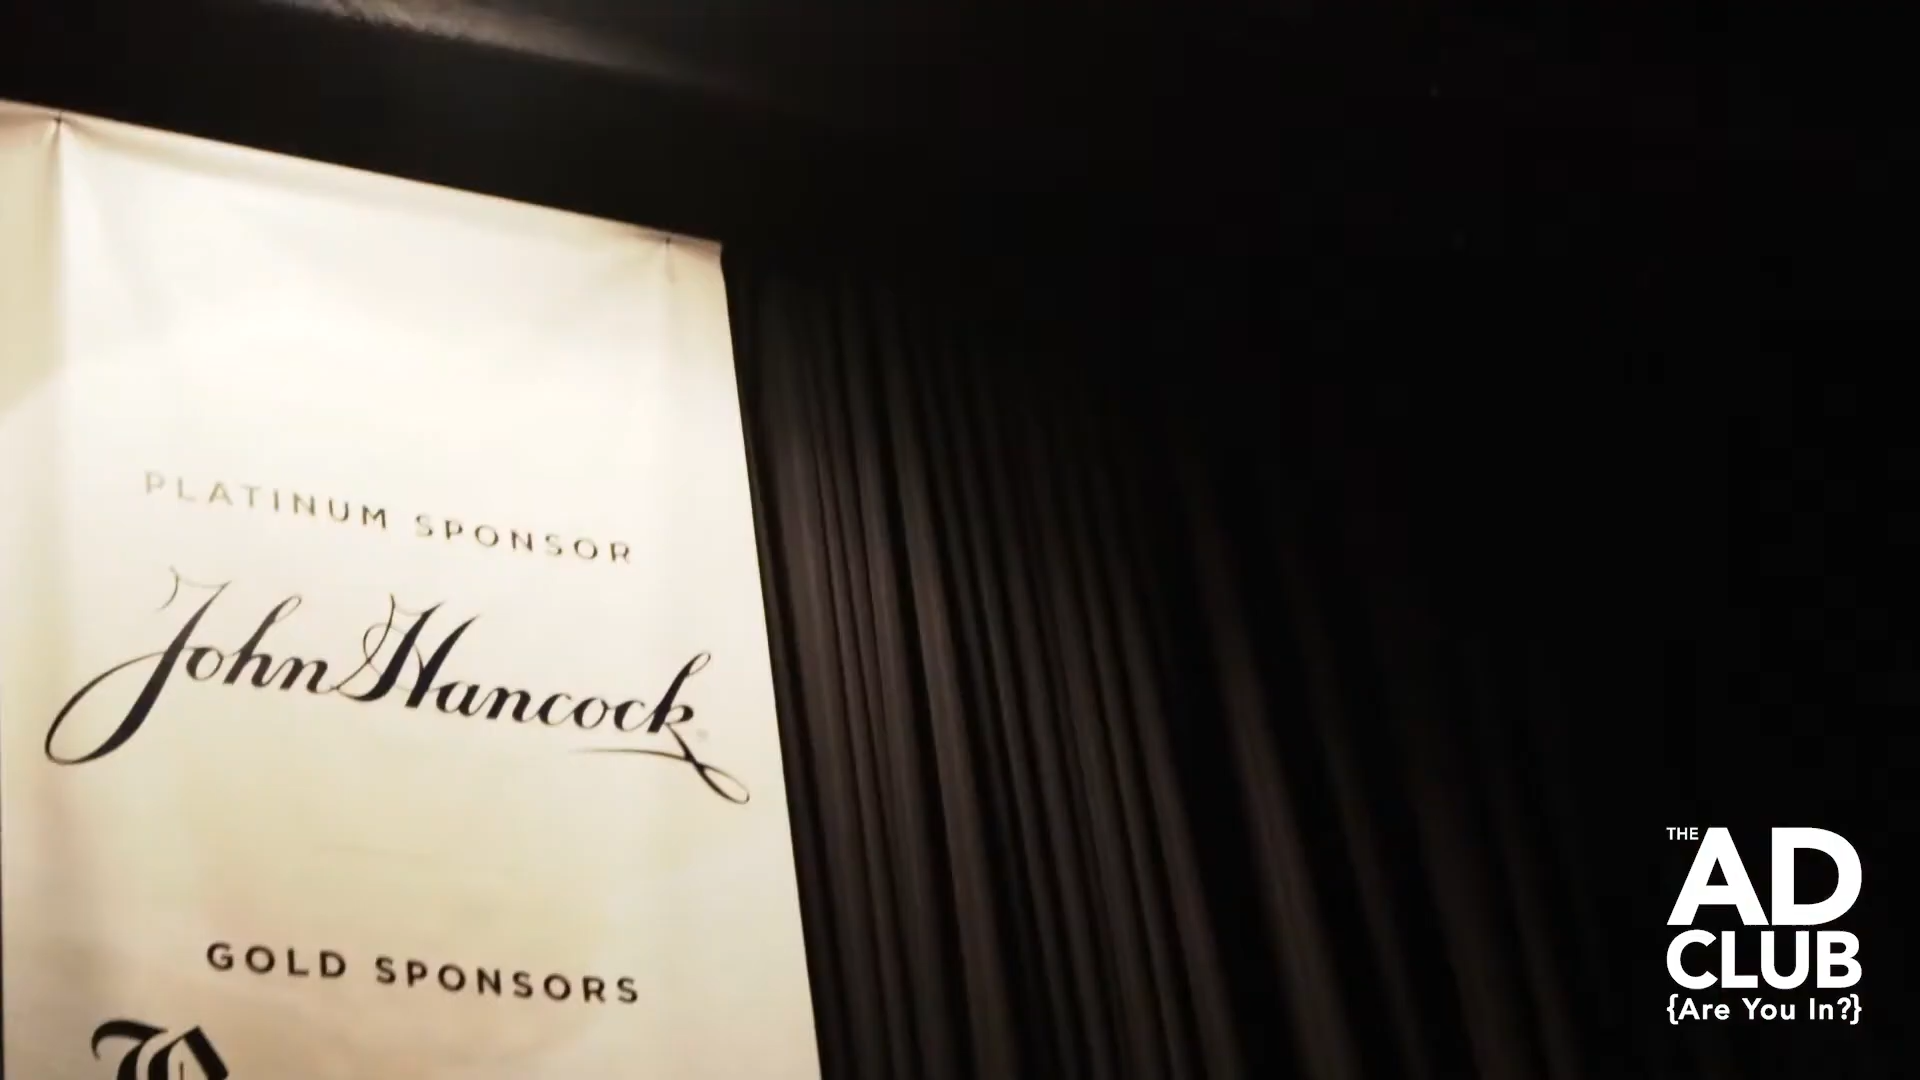 PLATINUM SPONSOR
John Hancock
GOLD SPONSORS
THE
AD
CLUB
{Are You In?}